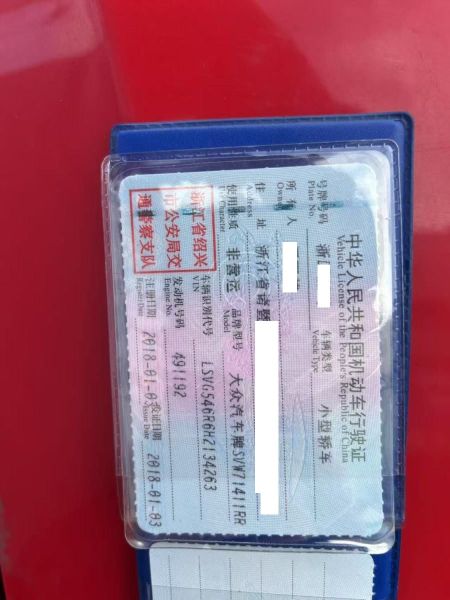 中华人民共和国机动车行驶证
Vehicle License of the People's Republic of China
号牌号码 浙 车辆类型 小型轿车
Plate No. Vehicle Type
所有人
Owner
住址 浙江省诸暨
Address
使用性质 非营运 品牌型号 大众汽车牌SVW71411RR
Use Character Model
浙江省绍兴
市公安局交
通警察支队
车辆识别代号 LSVG546R6H2134263
VIN
发动机号码 491192
Engine No.
注册日期 2018-01-03 发证日期 2018-01-03
Register Date Issue Date